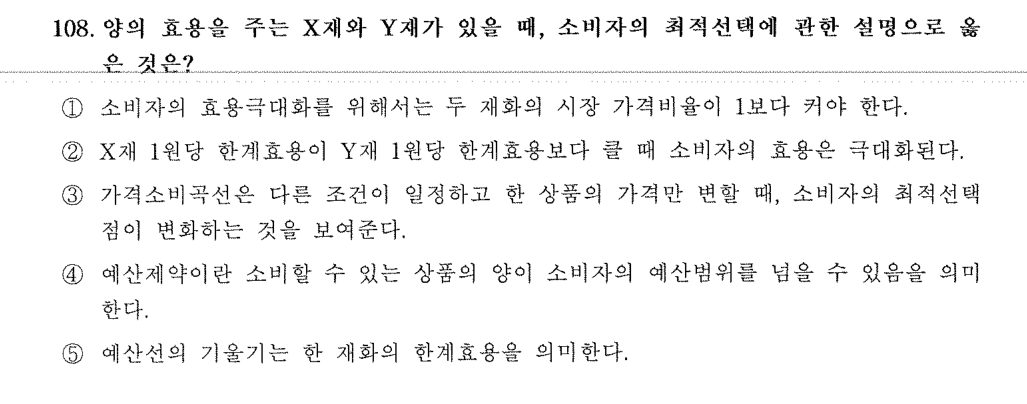 108. 양의 효용을 주는 X재와 Y재가 있을 때, 소비자의 최적선택에 관한 설명으로 옳
은 것은?
① 소비자의 효용극대화를 위해서는 두 재화의 시장 가격비율이 1보다 커야 한다.
② X재 1원당 한계효용이 Y재 1원당 한계효용보다 클 때 소비자의 효용은 극대화된다.
③ 가격소비곡선은 다른 조건이 일정하고 한 상품의 가격만 변할 때, 소비자의 최적선택
점이 변화하는 것을 보여준다.
④ 예산제약이란 소비할 수 있는 상품의 양이 소비자의 예산범위를 넘을 수 있음을 의미
한다.
⑤ 예산선의 기울기는 한 재화의 한계효용을 의미한다.